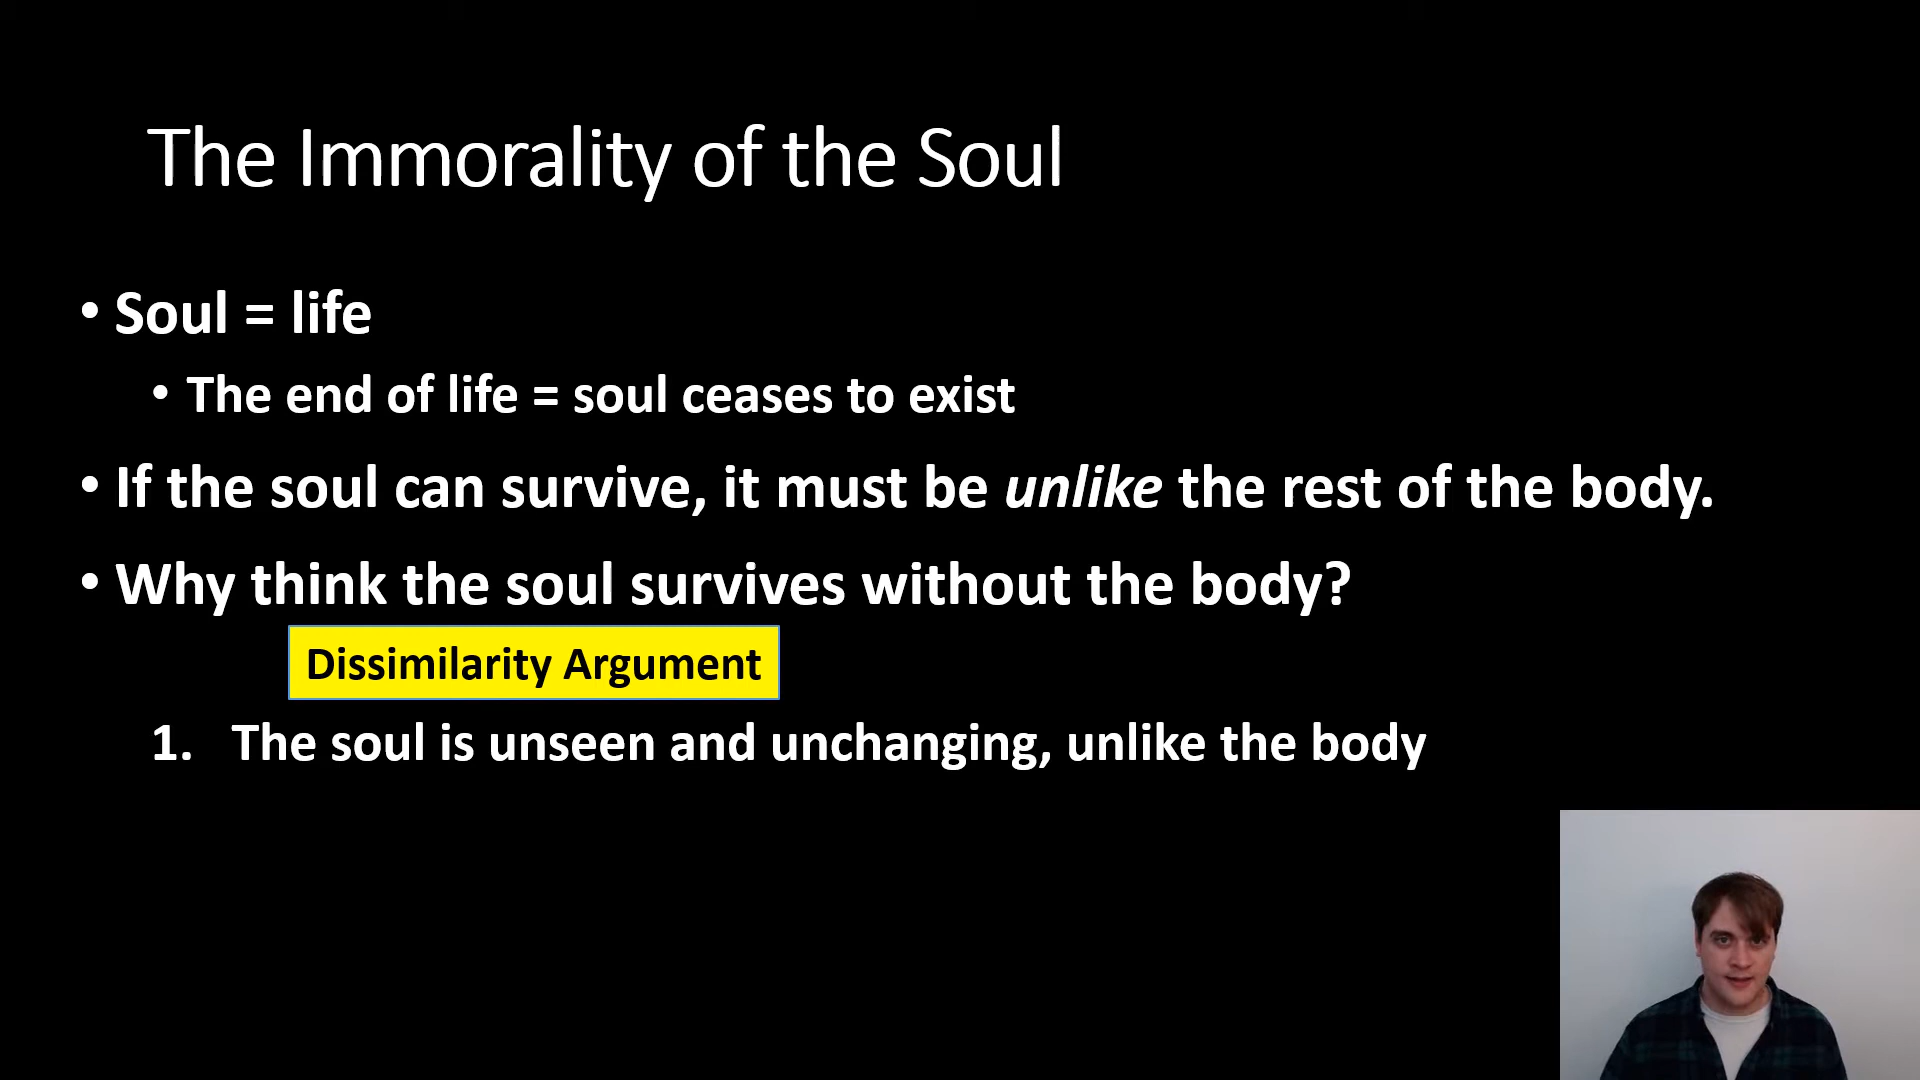 The Immorality of the Soul
• Soul = life
• The end of life = soul ceases to exist
• If the soul can survive, it must be unlike the rest of the body.
• Why think the soul survives without the body?
Dissimilarity Argument
1. The soul is unseen and unchanging, unlike the body